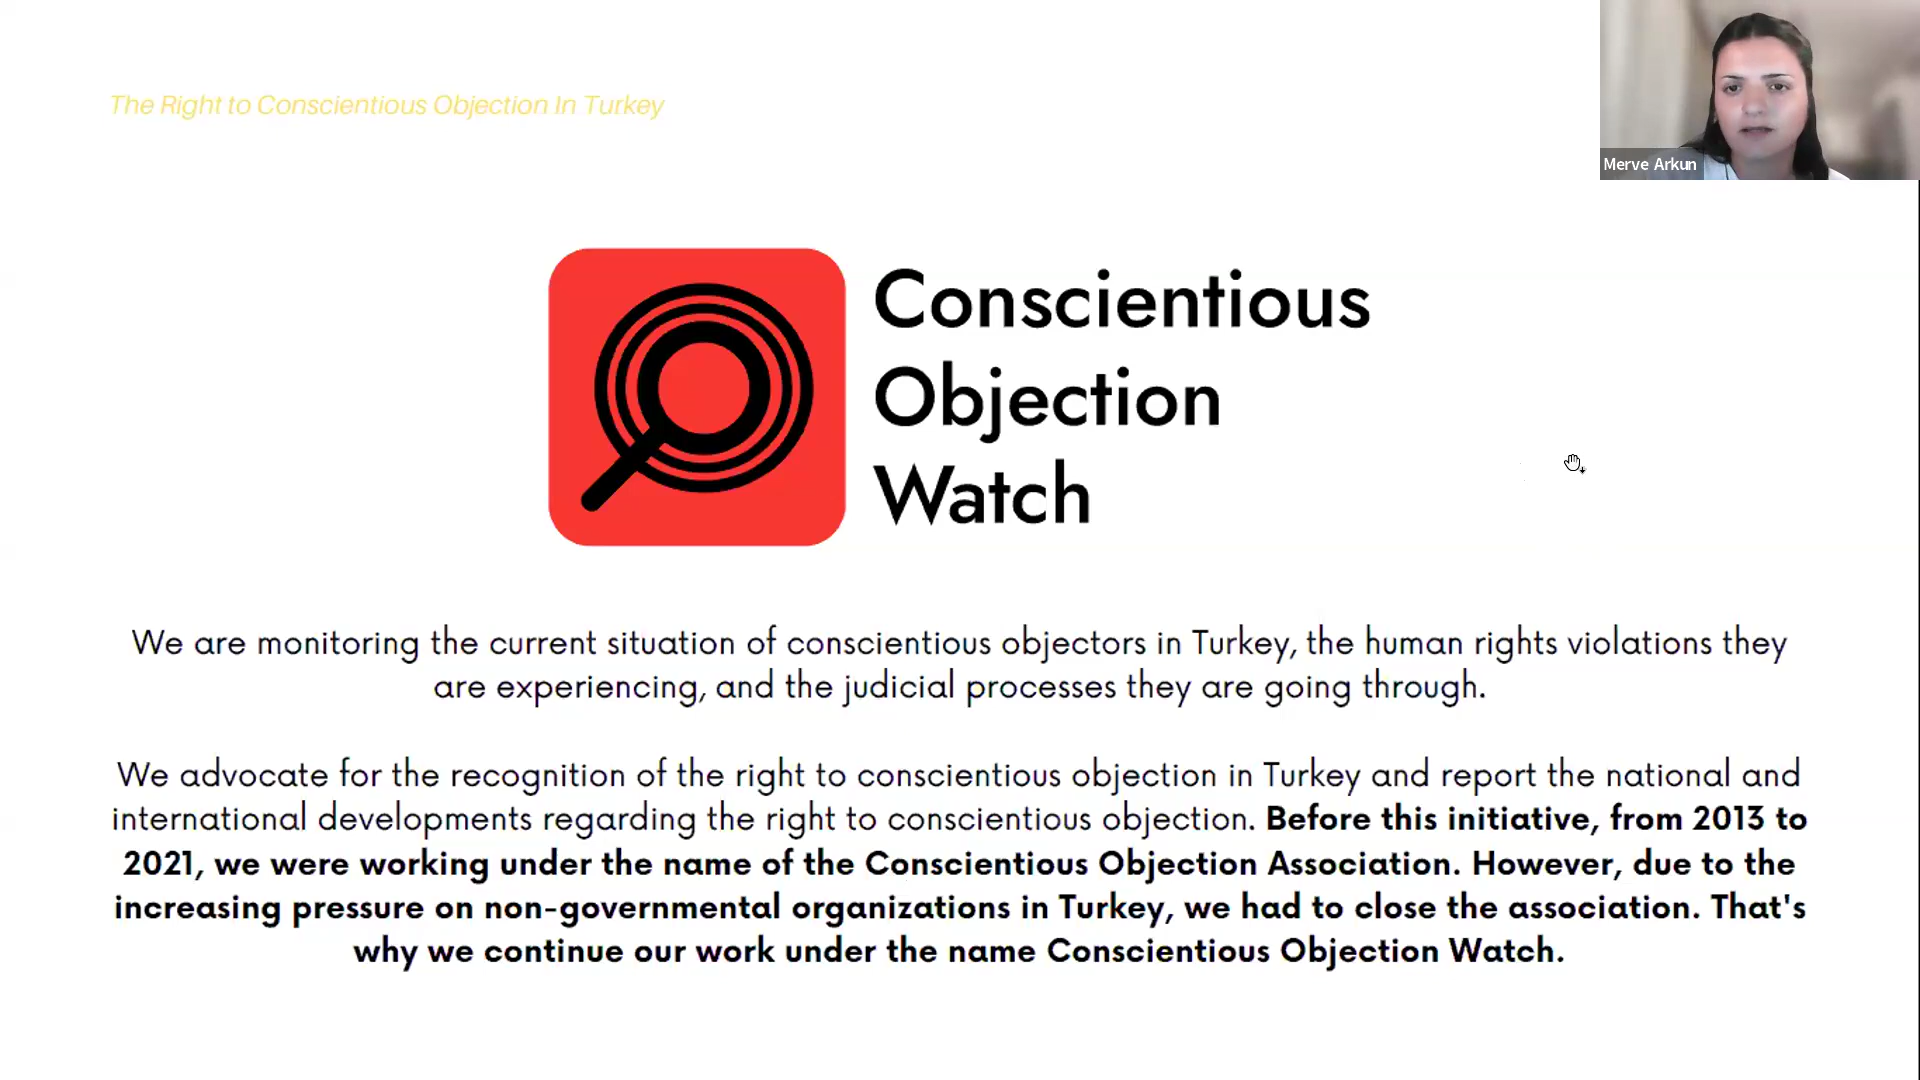 The Right to Conscientious Objection In Turkey
Merve Arkun
Conscientious
Objection
Watch
We are monitoring the current situation of conscientious objectors in Turkey, the human rights violations they
are experiencing, and the judicial processes they are going through.
We advocate for the recognition of the right to conscientious objection in Turkey and report the national and
international developments regarding the right to conscientious objection. Before this initiative, from 2013 to
2021, we were working under the name of the Conscientious Objection Association. However, due to the
increasing pressure on non-governmental organizations in Turkey, we had to close the association. That's
why we continue our work under the name Conscientious Objection Watch.